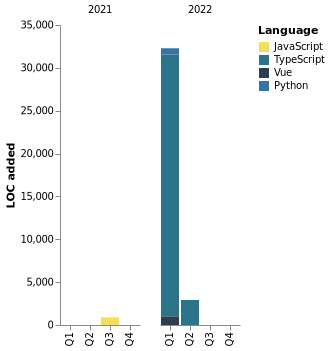 2021
2022
Language
JavaScript
TypeScript
Vue
Python
LOC added
35,000
30,000
25,000
20,000
15,000
10,000
5,000
0
Q1 Q2 Q3 Q4
Q1 Q2 Q3 Q4